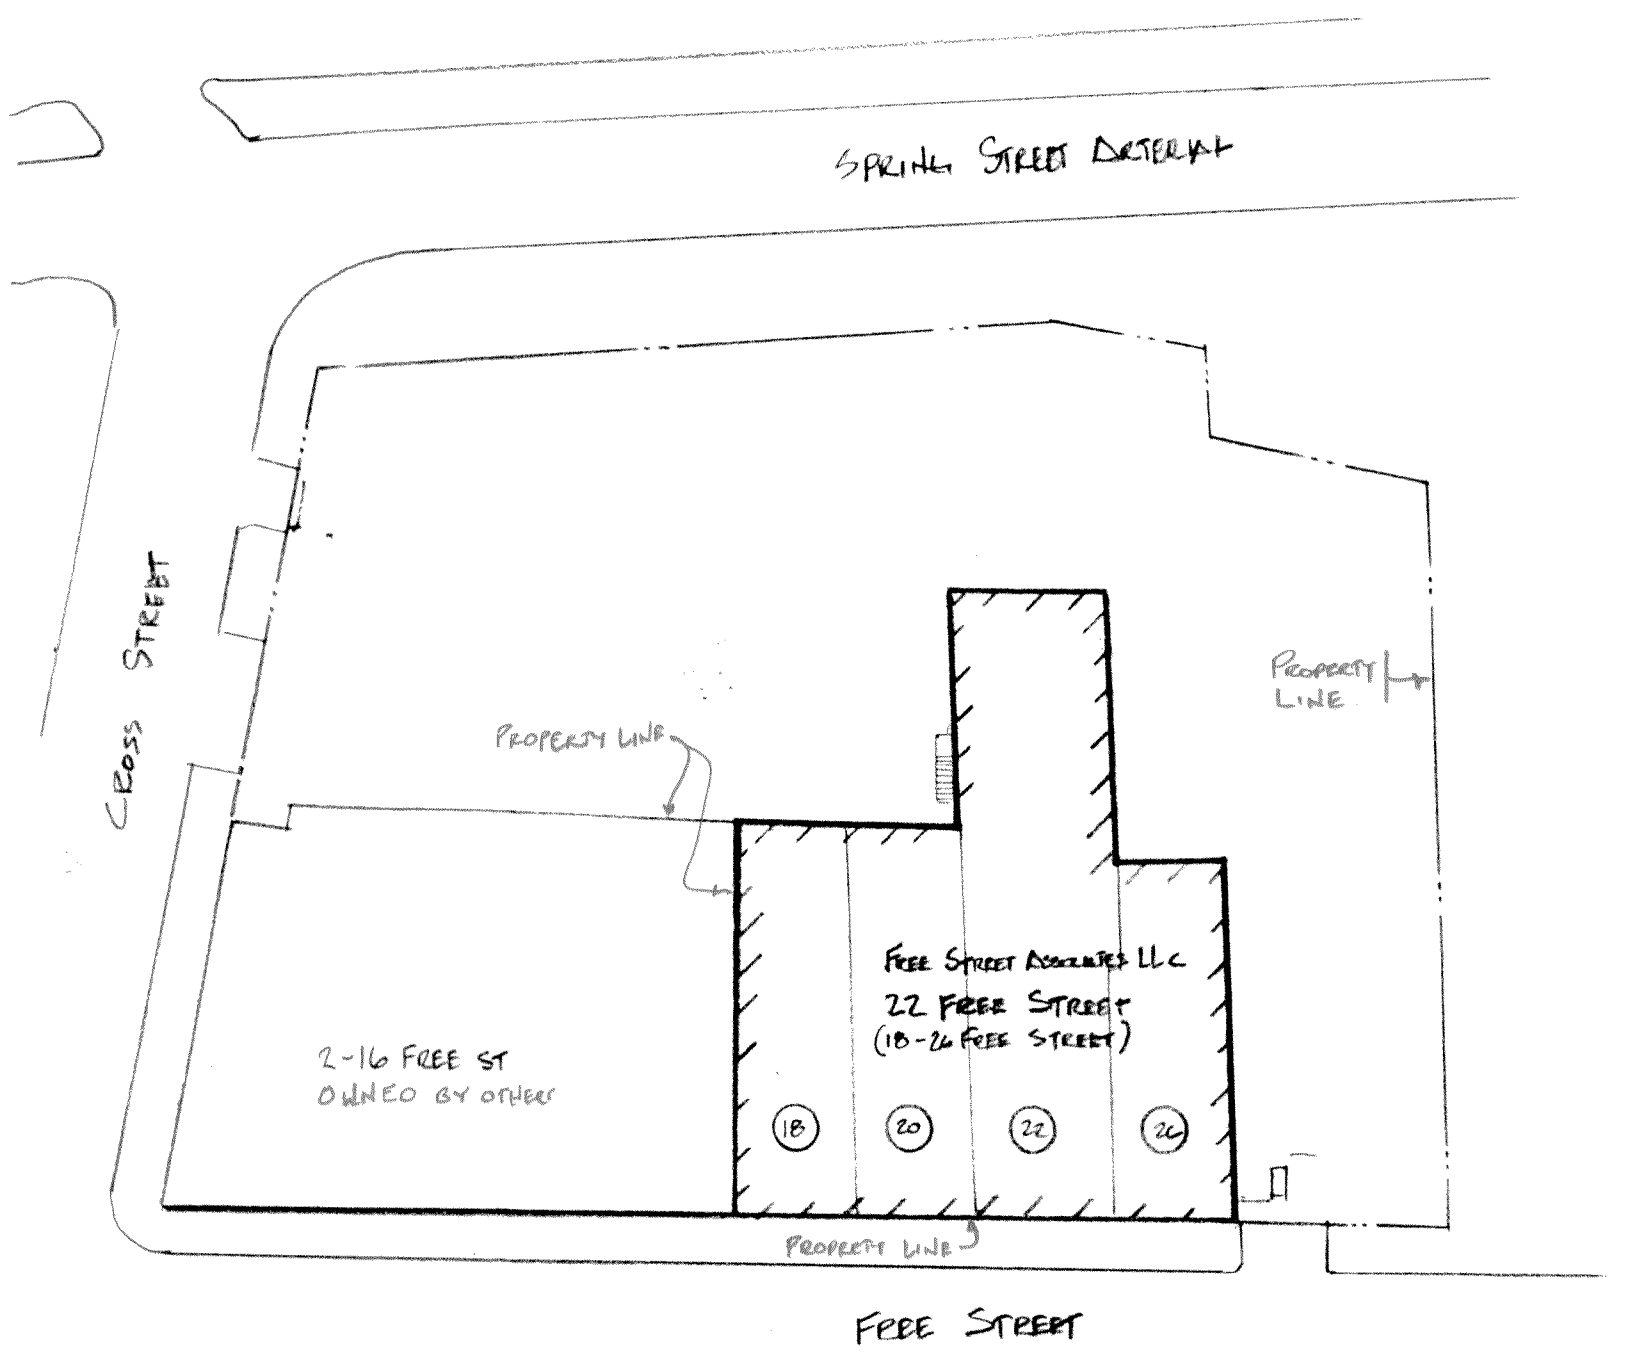 SPRING STREET ARTERIAL
CROSS STREET
PROPERTY LINE
PROPERTY
LINE
FREE STREET ASSOCIATES LLC
22 FREE STREET
(18-26 FREE STREET)
2-16 FREE ST
OWNED BY OTHERS
18
20
22
26
PROPERTY LINE
FREE STREET